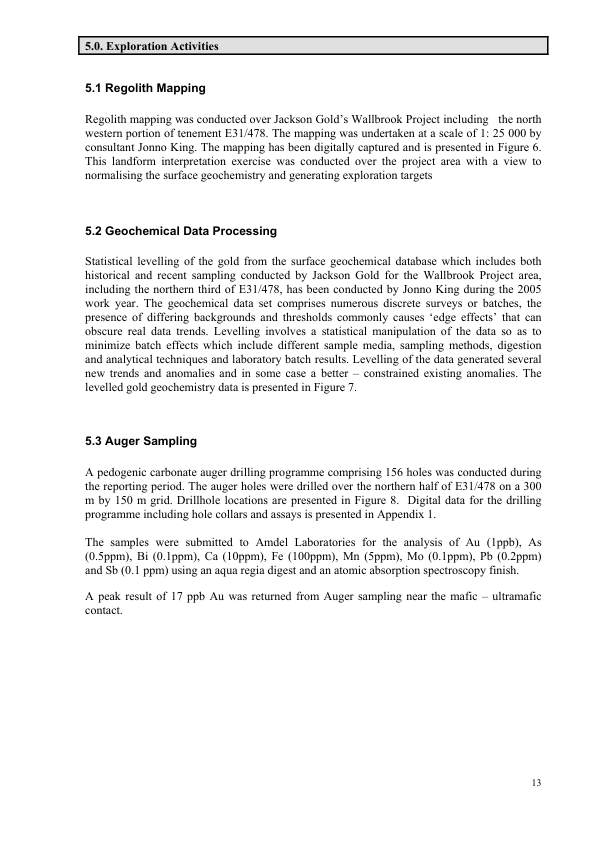 5.0. Exploration Activities
5.1 Regolith Mapping
Regolith mapping was conducted over Jackson Gold’s Wallbrook Project including the north
western portion of tenement E31/478. The mapping was undertaken at a scale of 1: 25 000 by
consultant Jonno King. The mapping has been digitally captured and is presented in Figure 6.
This landform interpretation exercise was conducted over the project area with a view to
normalising the surface geochemistry and generating exploration targets
5.2 Geochemical Data Processing
Statistical levelling of the gold from the surface geochemical database which includes both
historical and recent sampling conducted by Jackson Gold for the Wallbrook Project area,
including the northern third of E31/478, has been conducted by Jonno King during the 2005
work year. The geochemical data set comprises numerous discrete surveys or batches, the
presence of differing backgrounds and thresholds commonly causes ‘edge effects’ that can
obscure real data trends. Levelling involves a statistical manipulation of the data so as to
minimize batch effects which include different sample media, sampling methods, digestion
and analytical techniques and laboratory batch results. Levelling of the data generated several
new trends and anomalies and in some case a better – constrained existing anomalies. The
levelled gold geochemistry data is presented in Figure 7.
5.3 Auger Sampling
A pedogenic carbonate auger drilling programme comprising 156 holes was conducted during
the reporting period. The auger holes were drilled over the northern half of E31/478 on a 300
m by 150 m grid. Drillhole locations are presented in Figure 8. Digital data for the drilling
programme including hole collars and assays is presented in Appendix 1.
The samples were submitted to Amdel Laboratories for the analysis of Au (1ppb), As
(0.5ppm), Bi (0.1ppm), Ca (10ppm), Fe (100ppm), Mn (5ppm), Mo (0.1ppm), Pb (0.2ppm)
and Sb (0.1 ppm) using an aqua regia digest and an atomic absorption spectroscopy finish.
A peak result of 17 ppb Au was returned from Auger sampling near the mafic – ultramafic
contact.
13